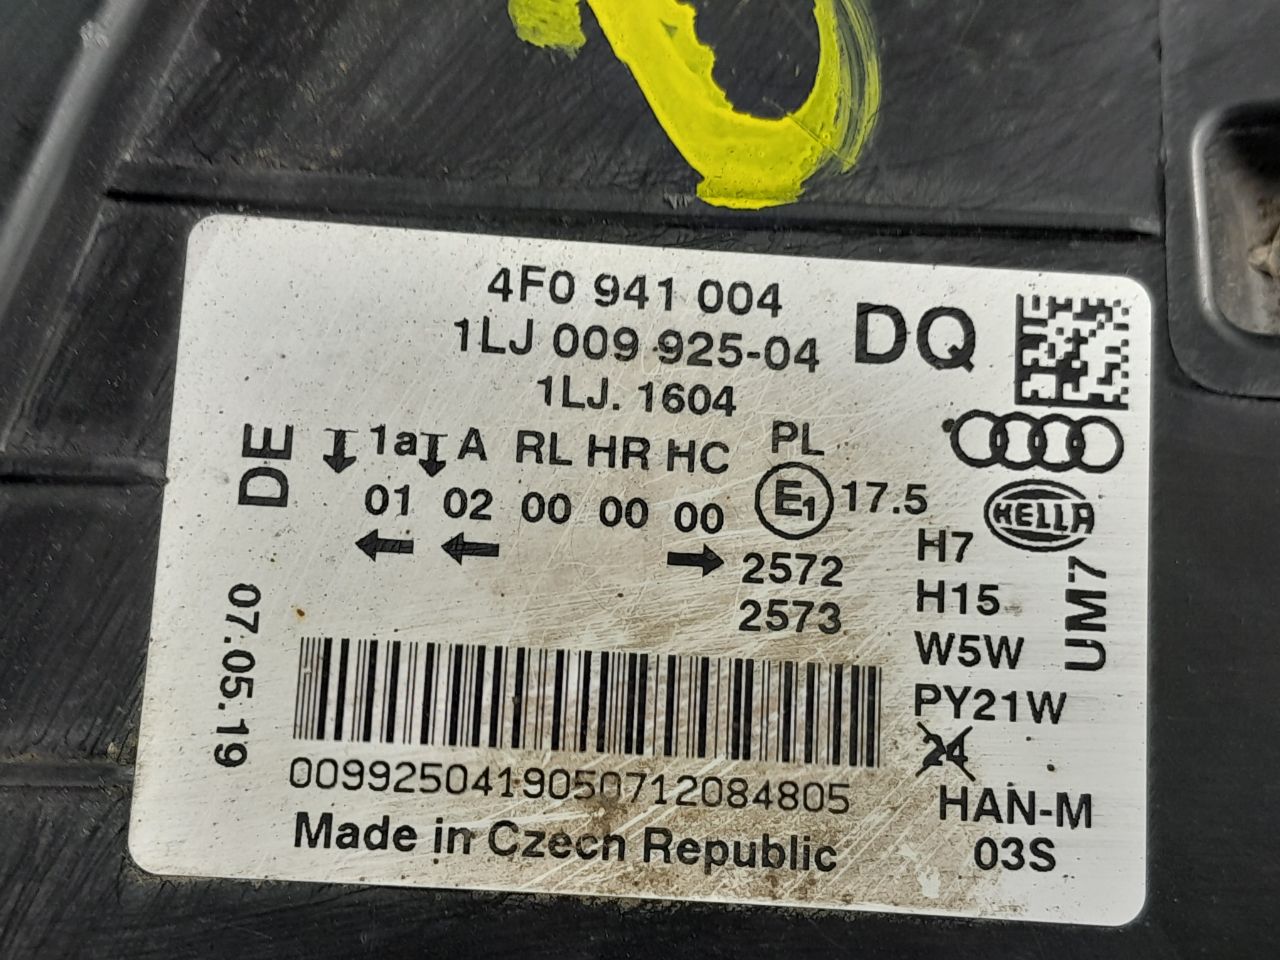 4F0 941 004
1LJ 009 925-04
DQ
1LJ. 1604
DE
1a A RL HR HC PL
01 02 00 00 00 E1 17.5
HELLA
2572
2573
H7
H15
W5W
PY21W
24
UM7
07.05.19
00992504190507120848​05
HAN-M
03S
Made in Czech Republic